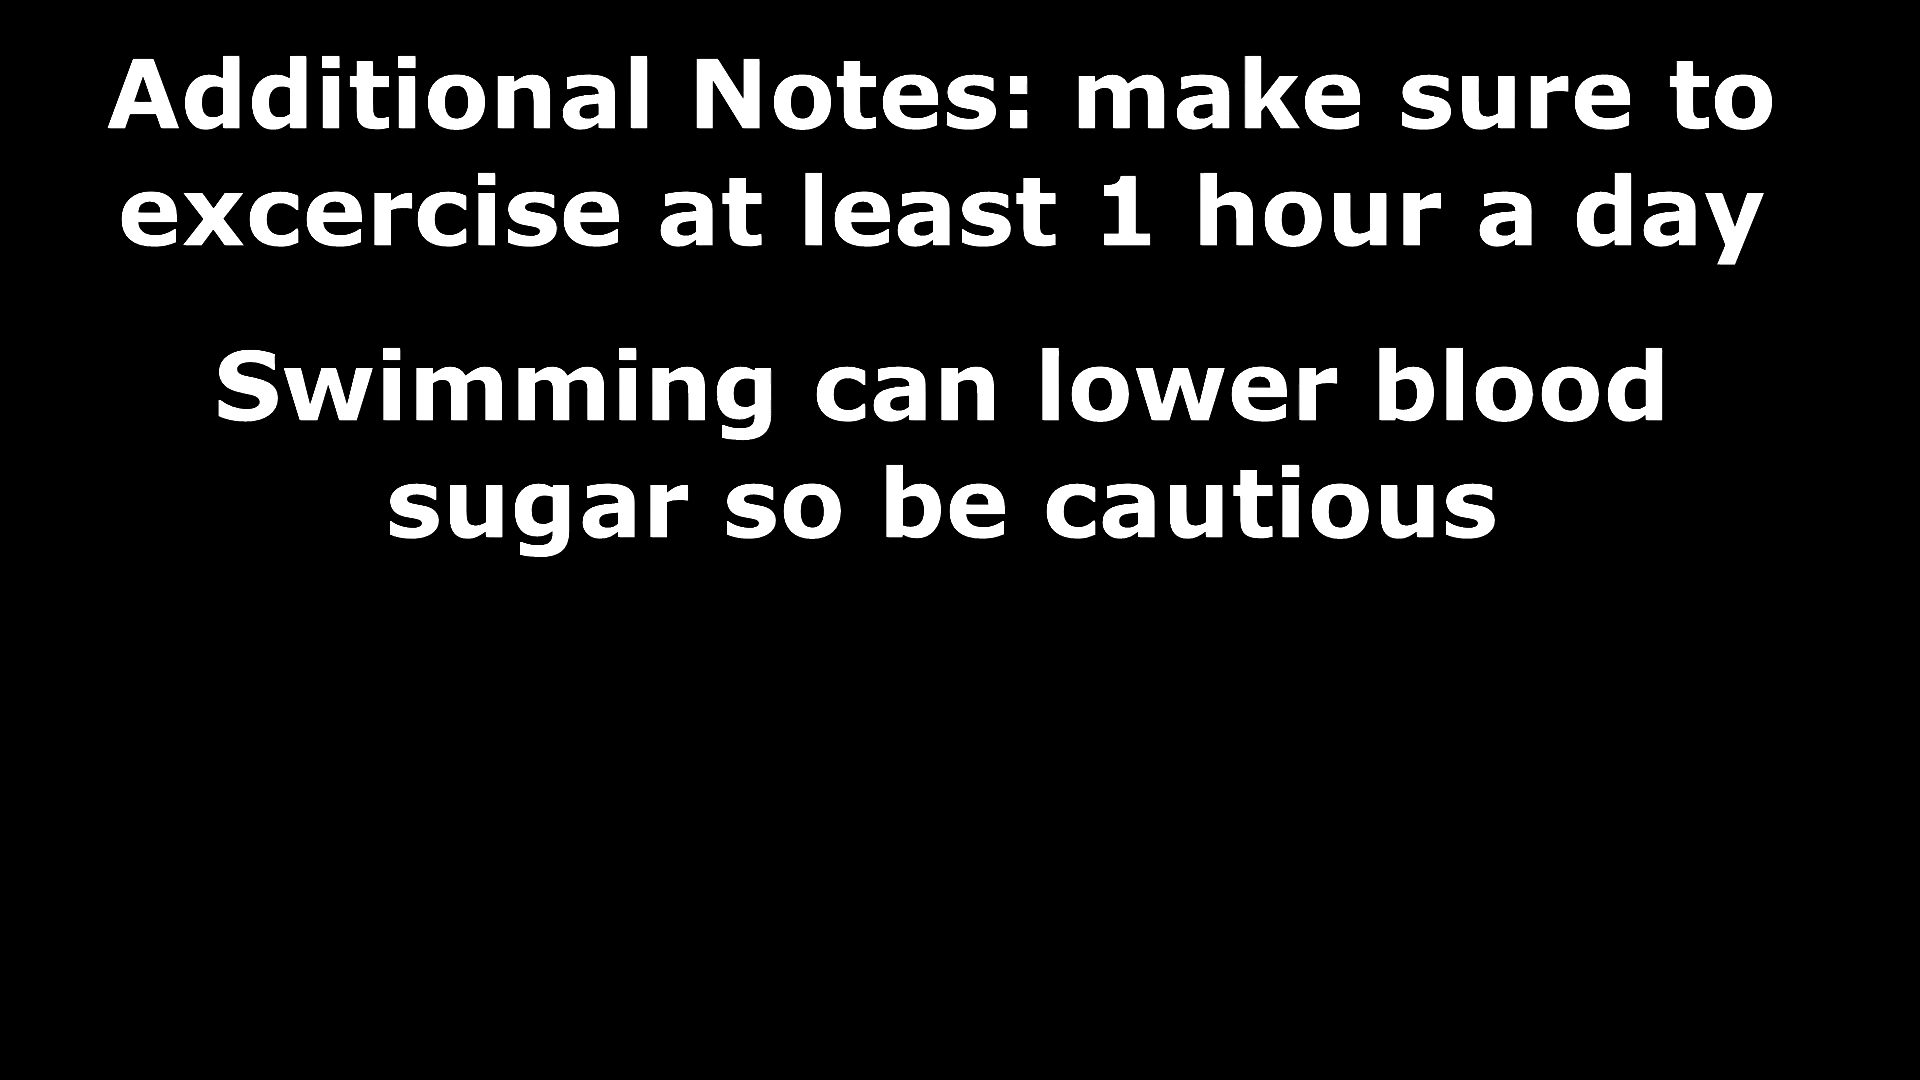 Additional Notes: make sure to
excercise at least 1 hour a day
Swimming can lower blood
sugar so be cautious